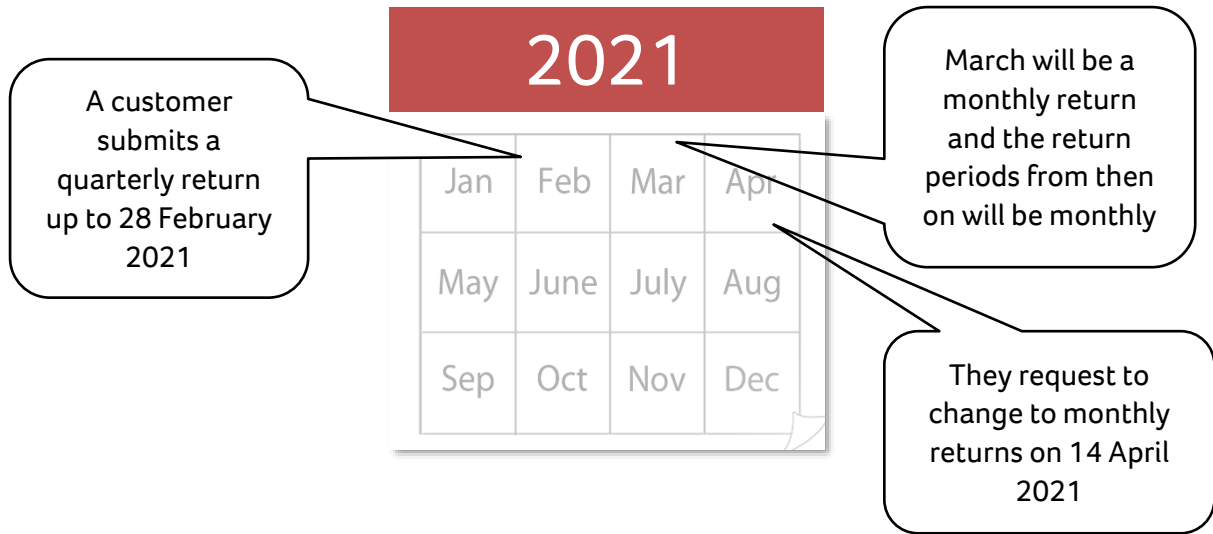 2021
A customer
submits a
quarterly return
up to 28 February
2021
March will be a
monthly return
and the return
periods from then
on will be monthly
Jan Feb Mar Apr
May June July Aug
Sep Oct Nov Dec
They request to
change to monthly
returns on 14 April
2021